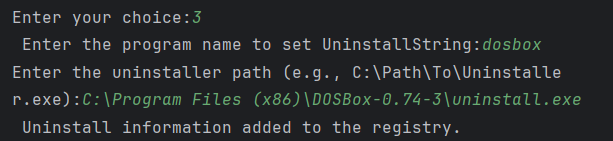 Enter your choice:3
Enter the program name to set UninstallString:dosbox
Enter the uninstaller path (e.g., C:\Path\To\Uninstalle
r.exe):C:\Program Files (x86)\DOSBox-0.74-3\uninstall.exe
Uninstall information added to the registry.